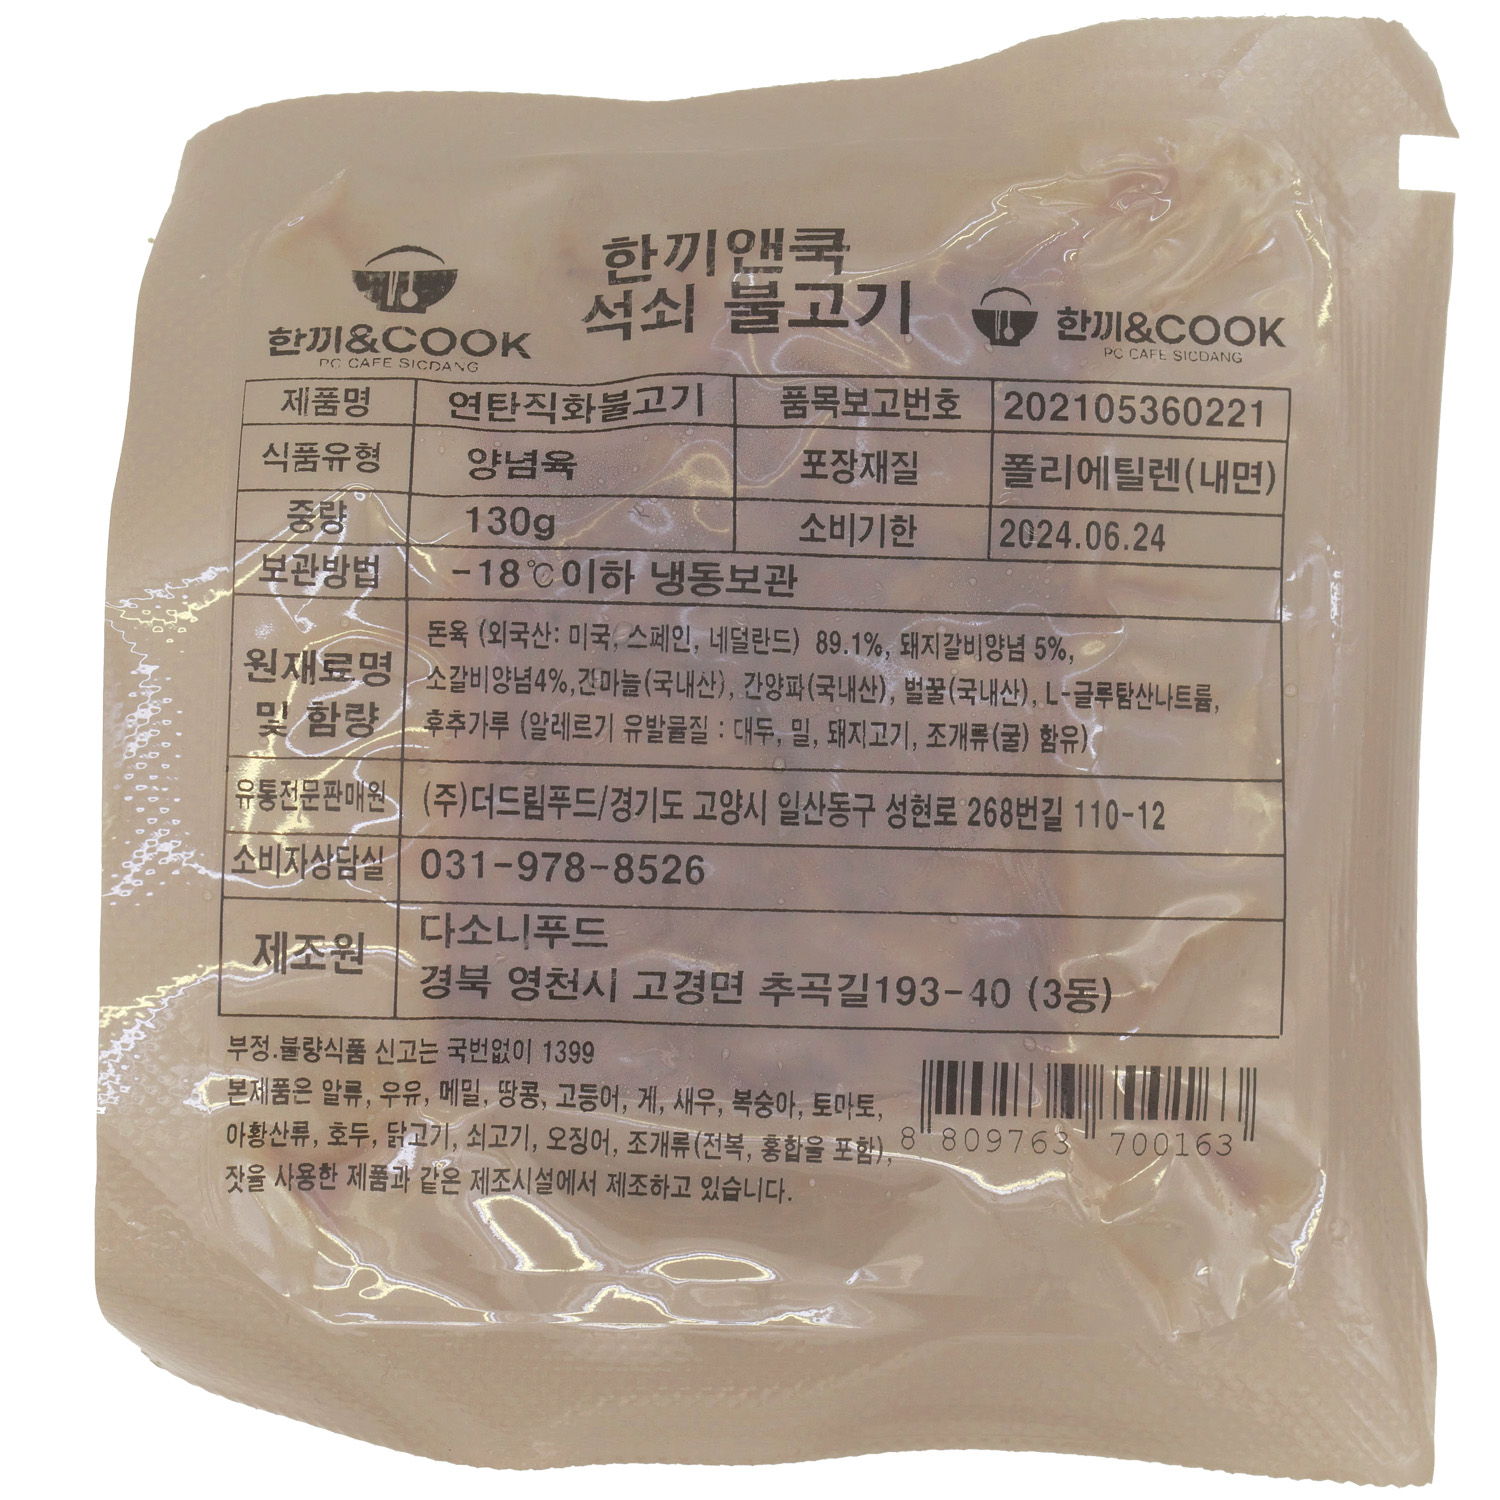 한끼앤쿡
석쇠 불고기
한끼&COOK
PC CAFE SICDANG
한끼&COOK
PC CAFE SICDANG
제품명 연탄직화불고기 품목보고번호 202105360221
식품유형 양념육 포장재질 폴리에틸렌(내면)
중량 130g 소비기한 2024.06.24
보관방법 -18℃이하 냉동보관
원재료명 및 함량
돈육 (외국산: 미국, 스페인, 네덜란드) 89.1%, 돼지갈비양념 5%,
소갈비양념4%,간마늘(국내산), 간양파(국내산), 벌꿀(국내산), L-글루탐산나트륨,
후추가루 (알레르기 유발물질 : 대두, 밀, 돼지고기, 조개류(굴) 함유)
유통전문판매원 (주)더드림푸드/경기도 고양시 일산동구 성현로 268번길 110-12
소비자상담실 031-978-8526
제조원 다소니푸드
경북 영천시 고경면 추곡길193-40 (3동)
부정.불량식품 신고는 국번없이 1399
본제품은 알류, 우유, 메밀, 땅콩, 고등어, 게, 새우, 복숭아, 토마토,
아황산류, 호두, 닭고기, 쇠고기, 오징어, 조개류(전복, 홍합을 포함),
잣을 사용한 제품과 같은 제조시설에서 제조하고 있습니다.
8 809763 700163